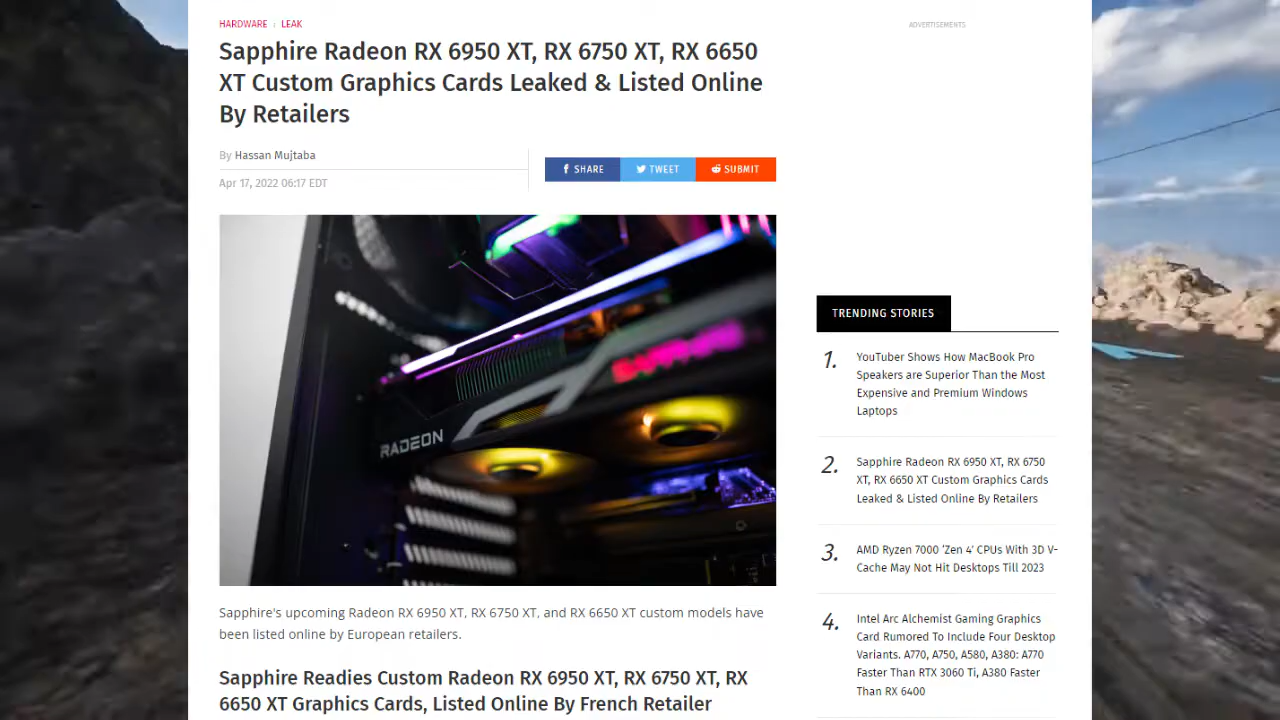 HARDWARE
LEAK
ADVERTISEMENTS
Sapphire Radeon RX 6950 XT, RX 6750 XT, RX 6650
XT Custom Graphics Cards Leaked & Listed Online
By Retailers
By Hassan Mujtaba
Apr 17, 2022 06:17 EDT
SHARE
TWEET
SUBMIT
RADEON
Sapphire's upcoming Radeon RX 6950 XT, RX 6750 XT, and RX 6650 XT custom models have
been listed online by European retailers.
Sapphire Readies Custom Radeon RX 6950 XT, RX 6750 XT, RX
6650 XT Graphics Cards, Listed Online By French Retailer
TRENDING STORIES
1.
YouTuber Shows How MacBook Pro
Speakers are Superior Than the Most
Expensive and Premium Windows
Laptops
2.
Sapphire Radeon RX 6950 XT, RX 6750
XT, RX 6650 XT Custom Graphics Cards
Leaked & Listed Online By Retailers
3.
AMD Ryzen 7000 'Zen 4' CPUs With 3D V-
Cache May Not Hit Desktops Till 2023
4.
Intel Arc Alchemist Gaming Graphics
Card Rumored To Include Four Desktop
Variants. A770, A750, A580, A380: A770
Faster Than RTX 3060 Ti, A380 Faster
Than RX 6400